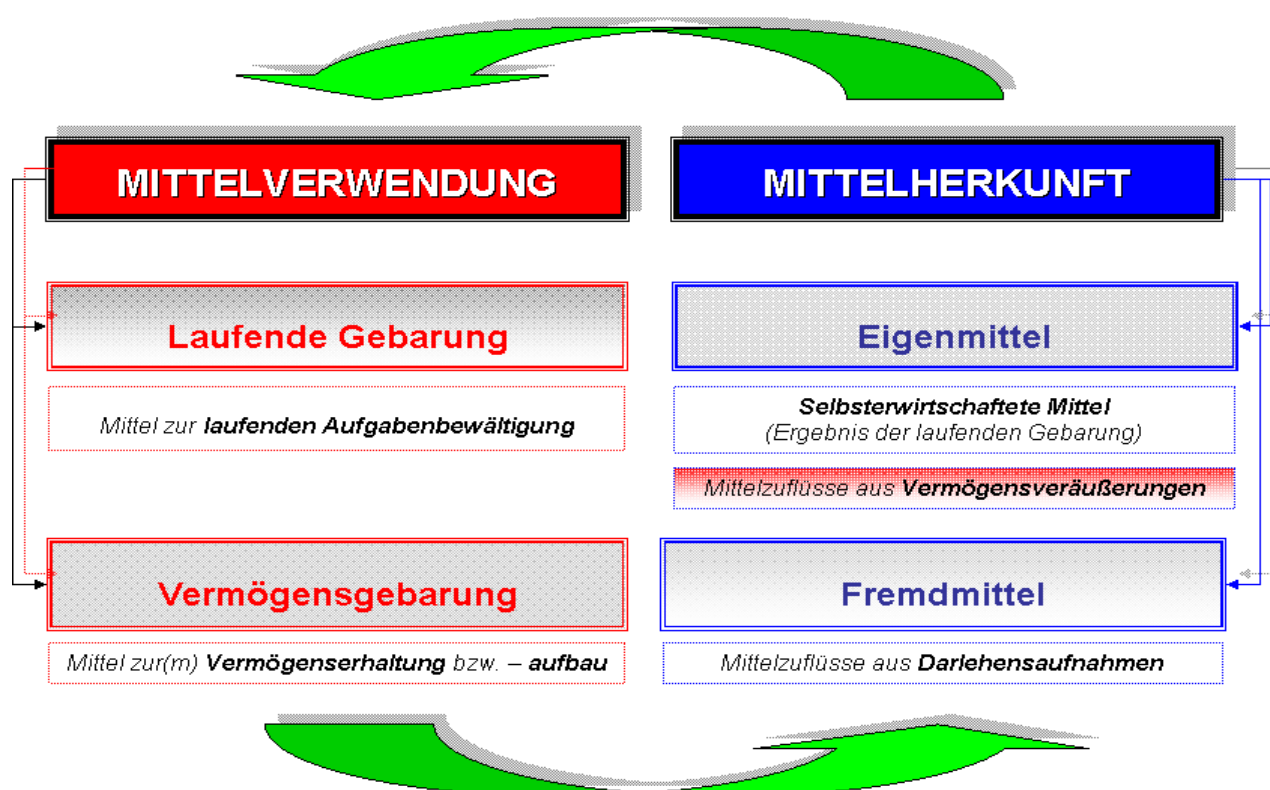 MITTELVERWENDUNG
Laufende Gebarung
Mittel zur laufenden Aufgabenbewältigung
Vermögensgebarung
Mittel zur(m) Vermögenserhaltung bzw. – aufbau
MITTELHERKUNFT
Eigenmittel
Selbsterwirtschaftete Mittel
(Ergebnis der laufenden Gebarung)
Mittelzuflüsse aus Vermögensveräußerungen
Fremdmittel
Mittelzuflüsse aus Darlehensaufnahmen